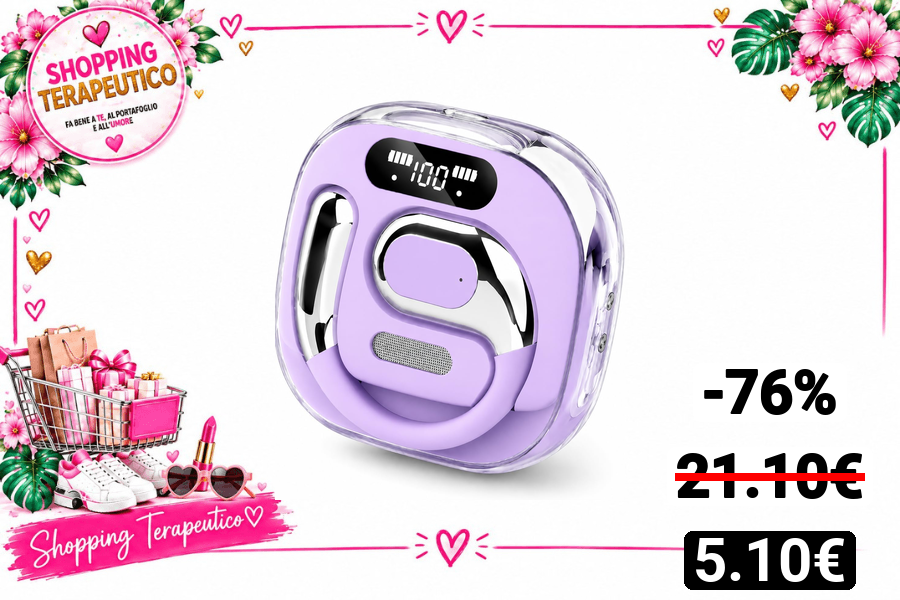 SHOPPING
TERAPEUTICO
FA BENE A TE, AL PORTAFOGLIO
E ALL'UMORE
100
-76%
21.10€
5.10€
Shopping Terapeutico